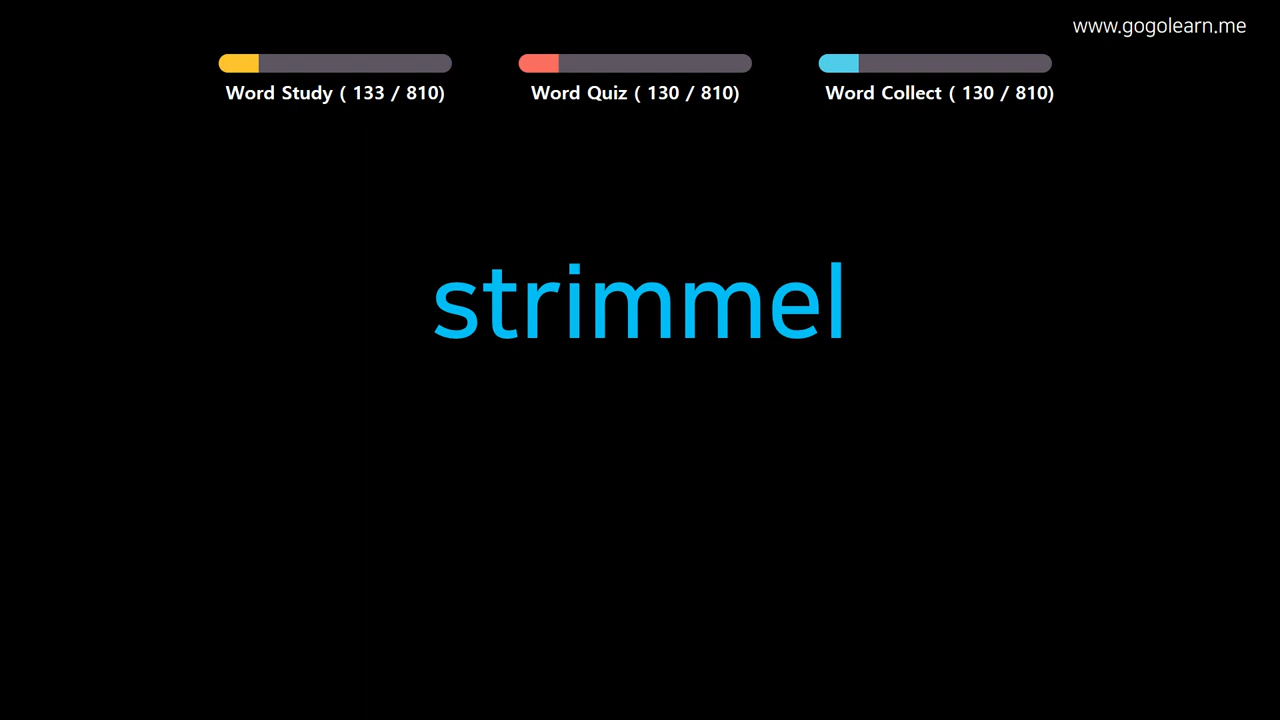 www.gogolearn.me
Word Study ( 133 / 810)
Word Quiz ( 130 / 810)
Word Collect ( 130 / 810)
strimmel